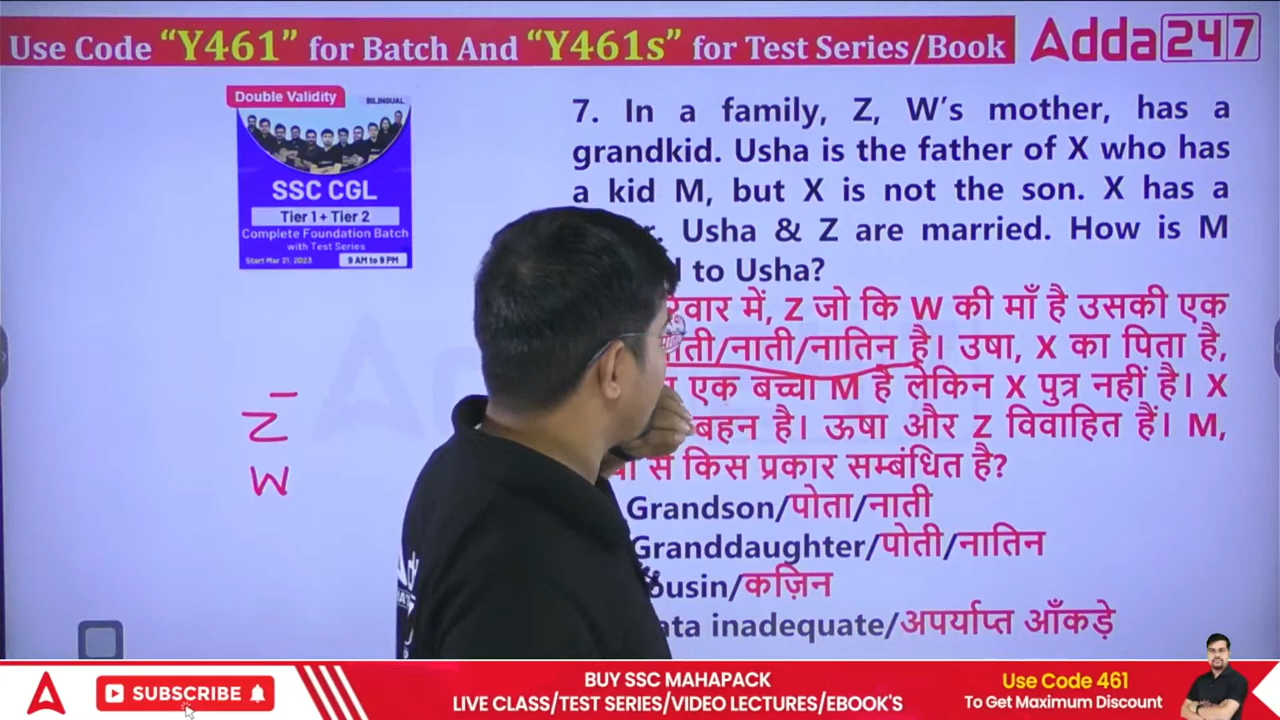 Use Code “Y461” for Batch And “Y461s” for Test Series/Book
Adda247
Double Validity
BILINGUAL
SSC CGL
Tier 1 + Tier 2
Complete Foundation Batch
with Test Series
Start Mar 21, 2023
9 AM to 9 PM
7. In a family, Z, W’s mother, has a
grandkid. Usha is the father of X who has
a kid M, but X is not the son. X has a
Usha & Z are married. How is M
to Usha?
में, Z जो कि W की माँ है उसकी एक
/नाती/नातिन है। उषा, X का पिता है,
एक बच्चा M है लेकिन X पुत्र नहीं है। X
बहन है। ऊषा और Z विवाहित हैं। M,
से किस प्रकार सम्बंधित है?
Grandson/पोता/नाती
Granddaughter/पोती/नातिन
/कज़िन
inadequate/अपर्याप्त आँकड़े
–
Z
W
SUBSCRIBE
BUY SSC MAHAPACK
LIVE CLASS/TEST SERIES/VIDEO LECTURES/EBOOK'S
Use Code 461
To Get Maximum Discount